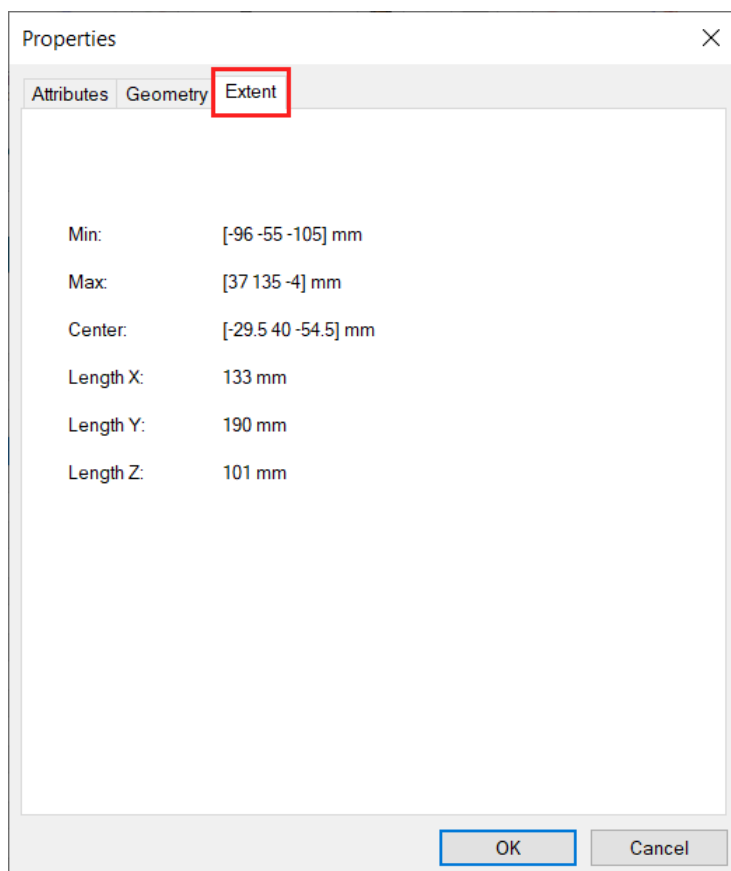 Properties
Attributes Geometry Extent
Min: [-96 -55 -105] mm
Max: [37 135 -4] mm
Center: [-29.5 40 -54.5] mm
Length X: 133 mm
Length Y: 190 mm
Length Z: 101 mm
OK Cancel